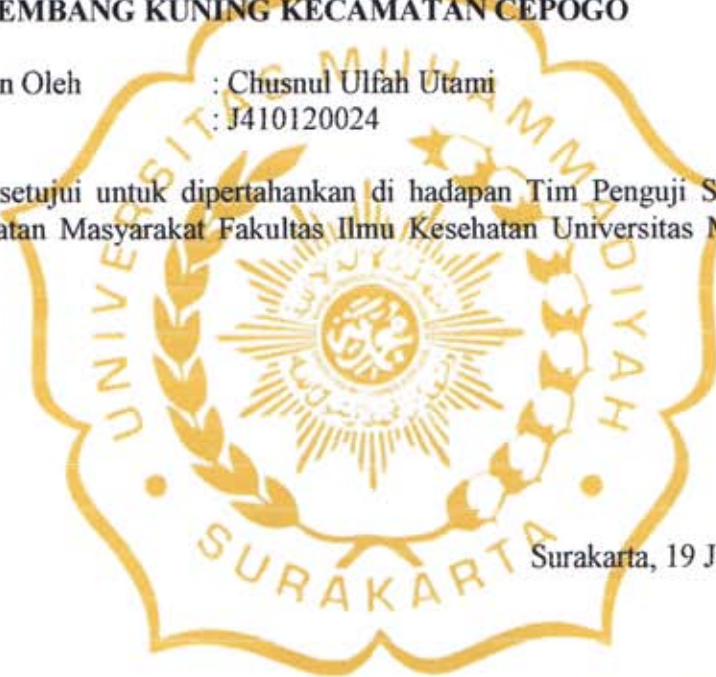 EMBANG KUNING KECAMATAN CEPOGO
n Oleh : Chusnul Ulfah Utami
: J410120024
setujui untuk dipertahankan di hadapan Tim Penguji S
atan Masyarakat Fakultas Ilmu Kesehatan Universitas M
UNIVERSITAS MUHAMMADIYAH
SURAKARTA
Surakarta, 19 J